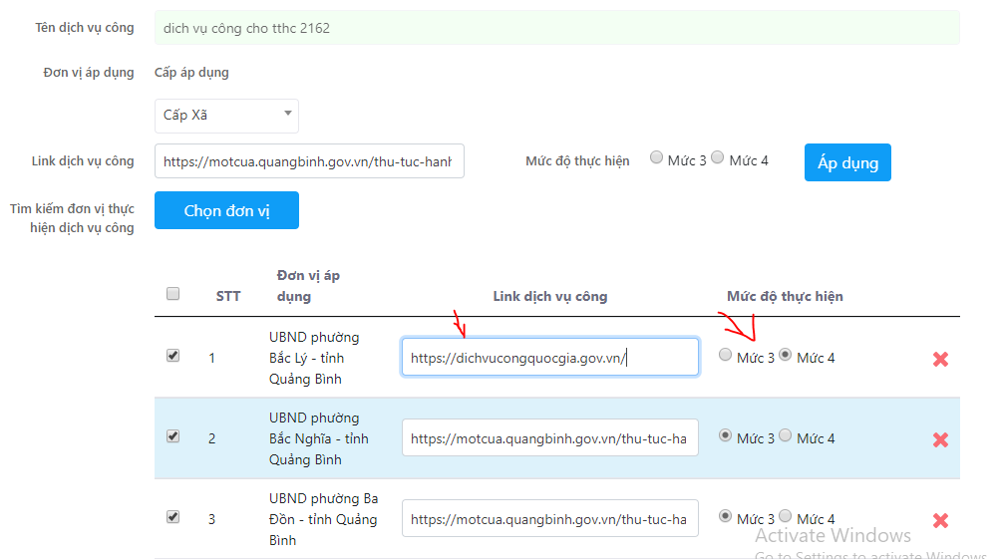 Tên dịch vụ công
dich vụ công cho tthc 2162
Đơn vị áp dụng
Cấp áp dụng
Cấp Xã
Link dịch vụ công
https://motcua.quangbinh.gov.vn/thu-tuc-hanh
Mức độ thực hiện
Mức 3
Mức 4
Áp dụng
Tìm kiếm đơn vị thực
hiện dịch vụ công
Chọn đơn vị
STT
Đơn vị áp
dụng
Link dịch vụ công
Mức độ thực hiện
1
UBND phường
Bắc Lý - tỉnh
Quảng Bình
https://dichvucongquocgia.gov.vn/
Mức 3
Mức 4
2
UBND phường
Bắc Nghĩa - tỉnh
Quảng Bình
https://motcua.quangbinh.gov.vn/thu-tuc-ha
Mức 3
Mức 4
3
UBND phường Ba
Đồn - tỉnh Quảng
Bình
https://motcua.quangbinh.gov.vn/thu-tuc-ha
Mức 3
Mức 4
Activate Windows
Go to Settings to activate Windows